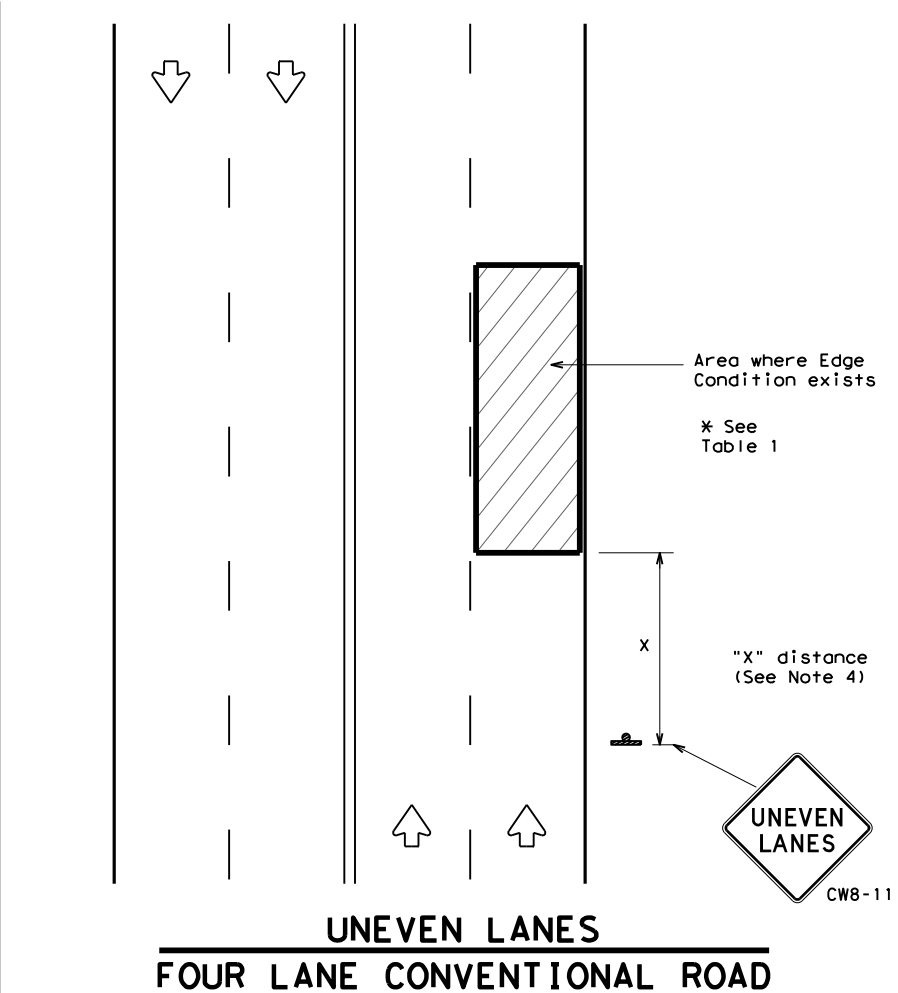 Area where Edge
Condition exists
* See
Table 1
X
"X" distance
(See Note 4)
UNEVEN
LANES
CW8-11
UNEVEN LANES
FOUR LANE CONVENTIONAL ROAD